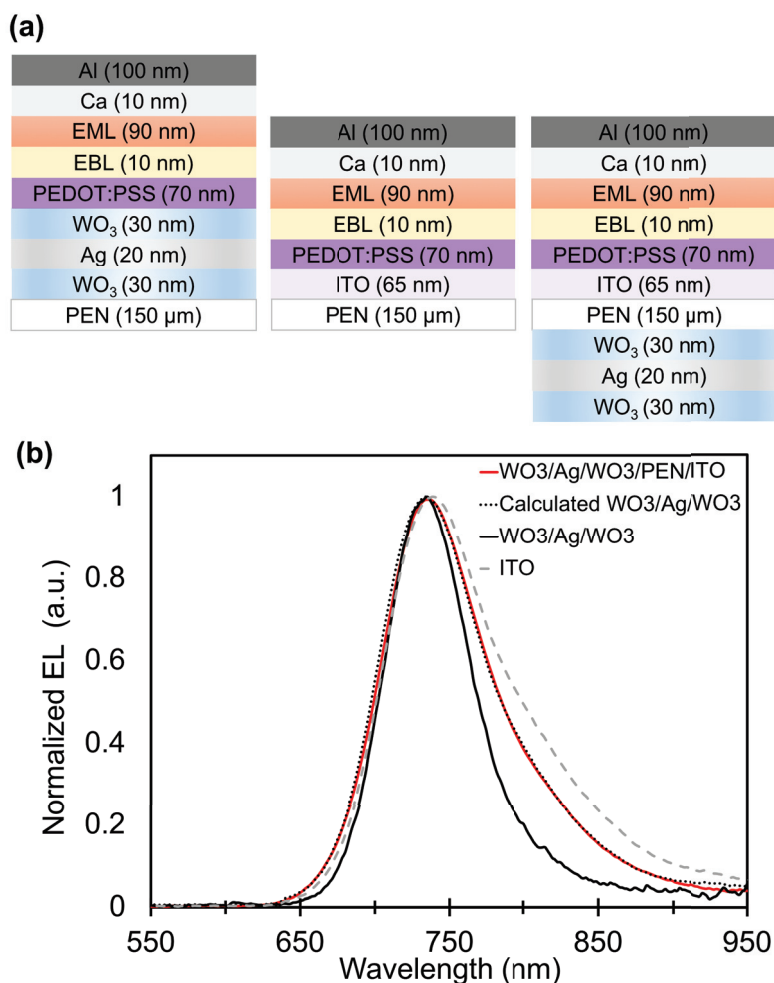 (a)
Al (100 nm)
Ca (10 nm)
EML (90 nm)
EBL (10 nm)
PEDOT:PSS (70 nm)
WO₃ (30 nm)
Ag (20 nm)
WO₃ (30 nm)
PEN (150 μm)
Al (100 nm)
Ca (10 nm)
EML (90 nm)
EBL (10 nm)
PEDOT:PSS (70 nm)
ITO (65 nm)
PEN (150 μm)
Al (100 nm)
Ca (10 nm)
EML (90 nm)
EBL (10 nm)
PEDOT:PSS (70 nm)
ITO (65 nm)
PEN (150 μm)
WO₃ (30 nm)
Ag (20 nm)
WO₃ (30 nm)
(b)
WO3/Ag/WO3/PEN/ITO
Calculated WO3/Ag/WO3
WO3/Ag/WO3
ITO
Normalized EL (a.u.)
1
0.8
0.6
0.4
0.2
0
550
650
750
850
950
Wavelength (nm)